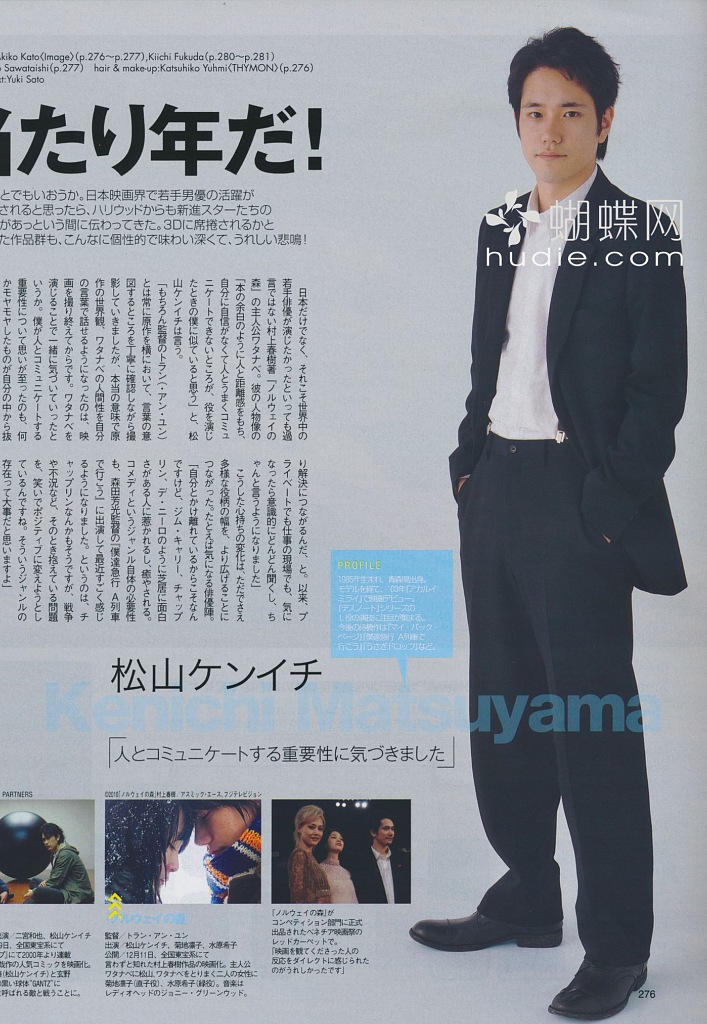 Akiko Kato〈Image〉(p.276〜p.277),Kiichi Fukuda(p.280〜p.281)
Sawataishi(p.277) hair & make-up:Katsuhiko Yuhmi〈THYMON〉(p.276)
xt:Yuki Sato
当たり年だ!
とでもいおうか。日本映画界で若手男優の活躍が
されると思ったら、ハリウッドからも新進スターたちの
があっという間に伝わってきた。3Dに席捲されるかと
た作品群も、こんなに個性的で味わい深くて、うれしい悲鳴!
蝴蝶网
hudie.com
日本だけでなく、それこそ世界中の
若手俳優が演じたかったといっても過
言ではない村上春樹著『ノルウェイの
森』の主人公ワタナベ。彼の人物像の
「本の余白のように人と距離感をもち、
自分に自信がなくて人とうまくコミュ
ニケートできないところが、役を演じ
たときの僕に似ていると思う」と、松
山ケンイチは言う。
「もちろん監督のトラン(・アン・ユン)
とは常に原作を横において、言葉の意
図するところを丁寧に確認しながら撮
影していきましたが、本当の意味で原
作の世界観、ワタナベの人間性を自分
の言葉で話せるようになったのは、映
画を撮り終えてからです。ワタナベを
演じることで一緒に気づいていったと
いうか。僕が人とコミュニケートする
重要性について思いが至ったのも、何
かモヤモヤしたものが自分の中から抜
り解決につながるんだ、と。以来、プ
ライベートでも仕事の現場でも、気に
なったら意識的にどんどん聞くし、ち
ゃんと言うようになりました」
こうした心持ちの変化は、ただでさえ
多様な役柄の幅を、より広げることに
つながった。たとえば気になる俳優陣。
「自分とかけ離れているからこそなん
ですけど、ジム・キャリー、チャップ
リン、デ・ニーロのように芝居に面白
さがある人に惹かれるし、癒やされる。
コメディというジャンル自体の必要性
も、森田芳光監督の『僕達急行 A列車
で行こう』に出演して最近すごく感じ
るようになりました。というのは、チ
ャップリンなんかもそうですが、戦争
や不況など、そのとき抱えている問題
を、笑いでポジティブに変えようとし
ているんですね。そういうジャンルの
存在って大事だと思いますよ」
PROFILE
1985年生まれ、青森県出身。
モデルを経て、'03年『アカルイ
ミライ』で映画デビュー。
『デスノート』シリーズの
L役の演技に注目が集まる。
今後の待機作は『マイ・バック・
ページ』『僕達急行 A列車で
行こう』『うさぎドロップ』など。
松山ケンイチ
Kenichi Matsuyama
「人とコミュニケートする重要性に気づきました」
PARTNERS
©2010「ノルウェイの森」村上春樹/アスミック・エース、フジテレビジョン
出演/二宮和也、松山ケンイチ
9日、全国東宝系にて
プ』にて2000年より連載
哉作の人気コミックを映画化。
(松山ケンイチ)と玄野
黒い球体“GANTZ”に
と呼ばれる敵と戦うことに。
ノルウェイの森
監督/トラン・アン・ユン
出演/松山ケンイチ、菊地凛子、水原希子
公開/12月11日、全国東宝系にて
言わずと知れた村上春樹作品の映画化。主人公
ワタナベに松山、ワタナベをとりまく二人の女性に
菊地凛子(直子役)、水原希子(緑役)。音楽は
レディオヘッドのジョニー・グリーンウッド。
『ノルウェイの森』が
コンペティション部門に正式
出品されたベネチア映画祭の
レッドカーペットで。
「映画を観てくださった人の
反応をダイレクトに感じられた
のがうれしかったです」
276